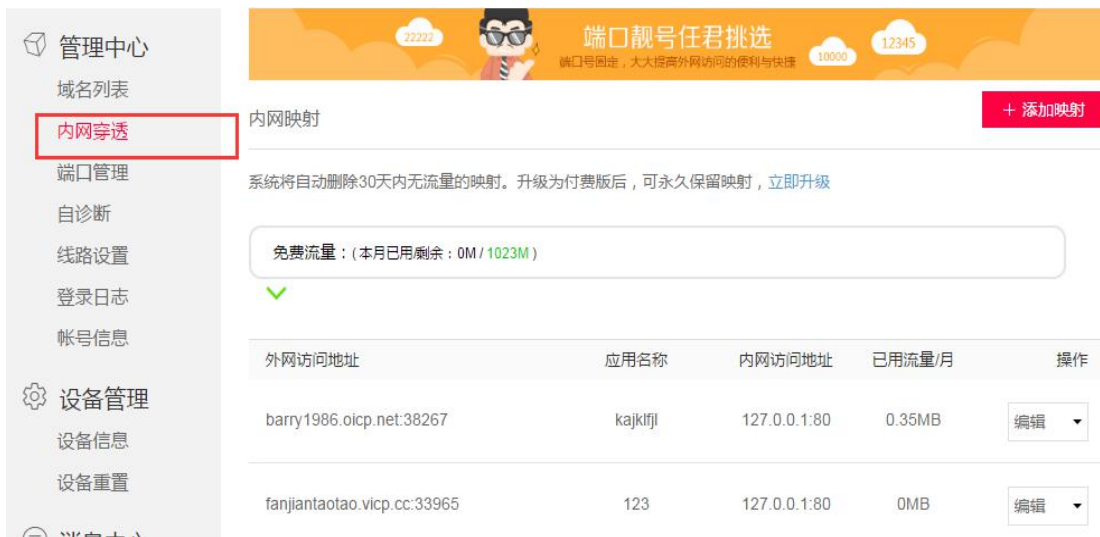 管理中心
域名列表
内网穿透
端口管理
自诊断
线路设置
登录日志
帐号信息
设备管理
设备信息
设备重置
22222
端口靓号任君挑选
端口号固定，大大提高外网访问的便利与快捷
10000
12345
内网映射
+ 添加映射
系统将自动删除30天内无流量的映射。升级为付费版后，可永久保留映射，立即升级
免费流量：(本月已用/剩余：0M / 1023M)
外网访问地址 应用名称 内网访问地址 已用流量/月 操作
barry1986.oicp.net:38267 kajklfjl 127.0.0.1:80 0.35MB 编辑
fanjiantaotao.vicp.cc:33965 123 127.0.0.1:80 0MB 编辑